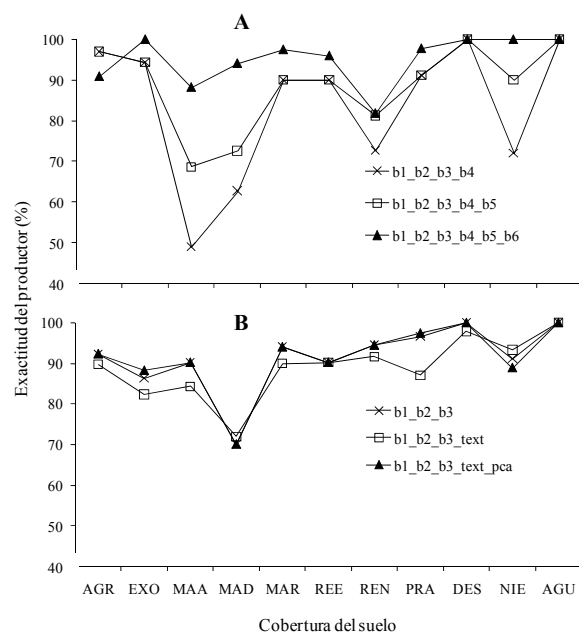 A
100
90
80
70
60
50
40
b1_b2_b3_b4
b1_b2_b3_b4_b5
b1_b2_b3_b4_b5_b6
Exactitud del productor (%)
B
100
90
80
70
60
50
40
b1_b2_b3
b1_b2_b3_text
b1_b2_b3_text_pca
AGR EXO MAA MAD MAR REE REN PRA DES NIE AGU
Cobertura del suelo